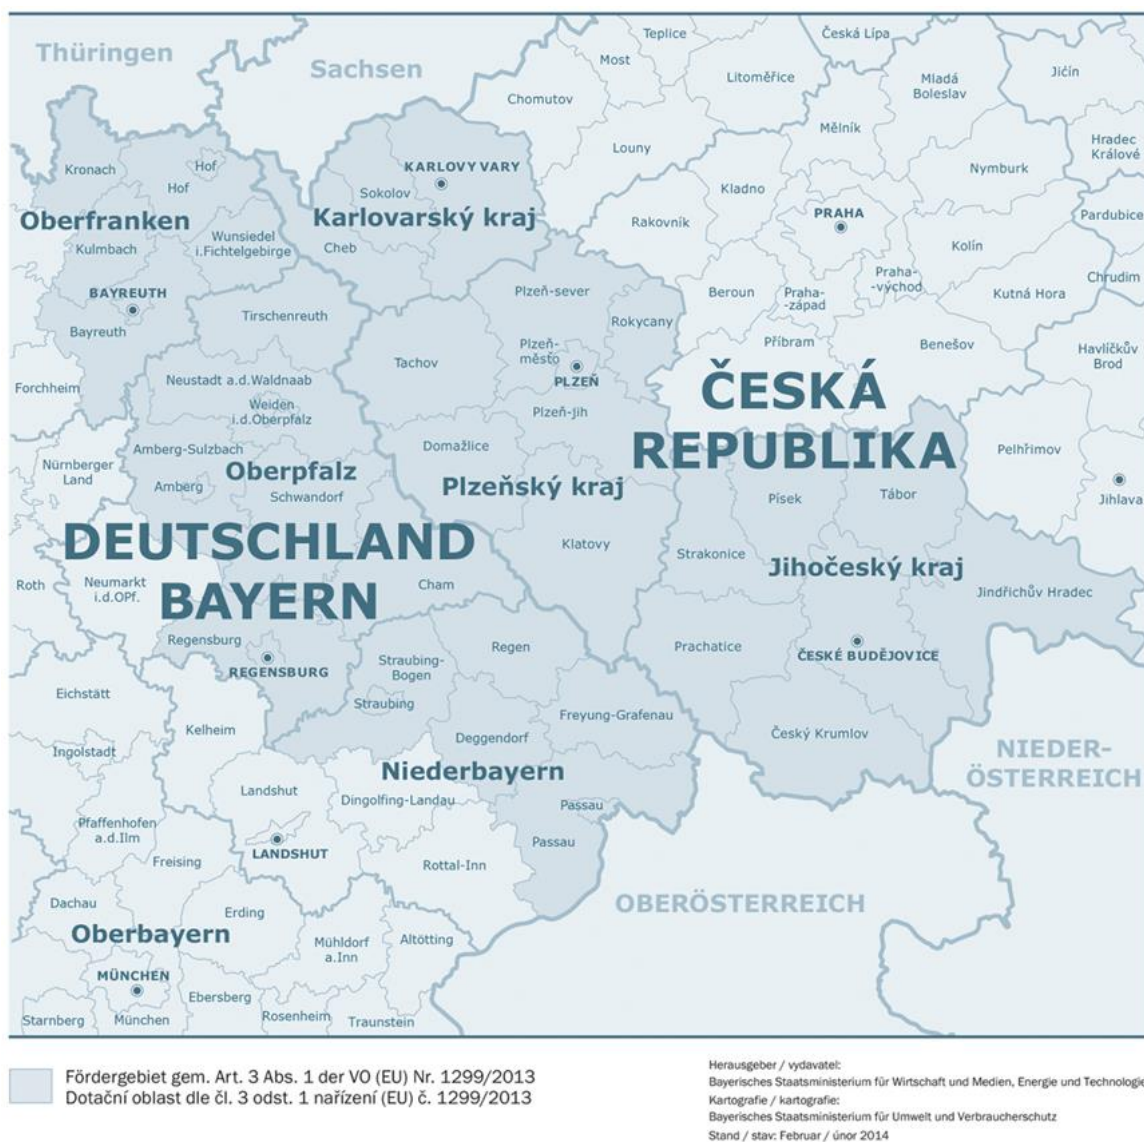 Thüringen
Sachsen
Teplice
Most
Česká Lípa
Litoměřice
Mladá
Boleslav
Jičín
Chomutov
Mělník
Hradec
Králové
Louny
Nymburk
Kronach
Hof
Hof
KARLOVY VARY
Sokolov
Kladno
Oberfranken
Karlovarský kraj
Rakovník
PRAHA
Pardubice
Kulmbach
Wunsiedel
i.Fichtelgebirge
Cheb
Kolín
Praha-
-východ
Chrudim
BAYREUTH
Plzeň-sever
Beroun
Praha-
-západ
Kutná Hora
Bayreuth
Tirschenreuth
Rokycany
Příbram
Benešov
Plzeň-
město
Havlíčkův
Brod
Tachov
PLZEŇ
Forchheim
Neustadt a.d.Waldnaab
Weiden
i.d.Oberpfalz
Plzeň-jih
ČESKÁ
REPUBLIKA
Amberg-Sulzbach
Domažlice
Pelhřimov
Nürnberger
Land
Oberpfalz
Amberg
Schwandorf
Plzeňský kraj
Písek
Tábor
Jihlava
DEUTSCHLAND
BAYERN
Klatovy
Strakonice
Jihočeský kraj
Roth
Neumarkt
i.d.OPf.
Cham
Jindřichův Hradec
Regensburg
REGENSBURG
Straubing-
Bogen
Regen
Prachatice
ČESKÉ BUDĚJOVICE
Eichstätt
Straubing
Kelheim
Freyung-Grafenau
Ingolstadt
Deggendorf
Český Krumlov
NIEDER-
ÖSTERREICH
Niederbayern
Landshut
Dingolfing-Landau
Passau
Pfaffenhofen
a.d.Ilm
LANDSHUT
Passau
Freising
Rottal-Inn
Dachau
Erding
OBERÖSTERREICH
Oberbayern
Mühldorf
a.Inn
Altötting
MÜNCHEN
Ebersberg
Starnberg
München
Rosenheim
Traunstein
Fördergebiet gem. Art. 3 Abs. 1 der VO (EU) Nr. 1299/2013
Dotační oblast dle čl. 3 odst. 1 nařízení (EU) č. 1299/2013
Herausgeber / vydavatel:
Bayerisches Staatsministerium für Wirtschaft und Medien, Energie und Technologie
Kartografie / kartografie:
Bayerisches Staatsministerium für Umwelt und Verbraucherschutz
Stand / stav: Februar / únor 2014